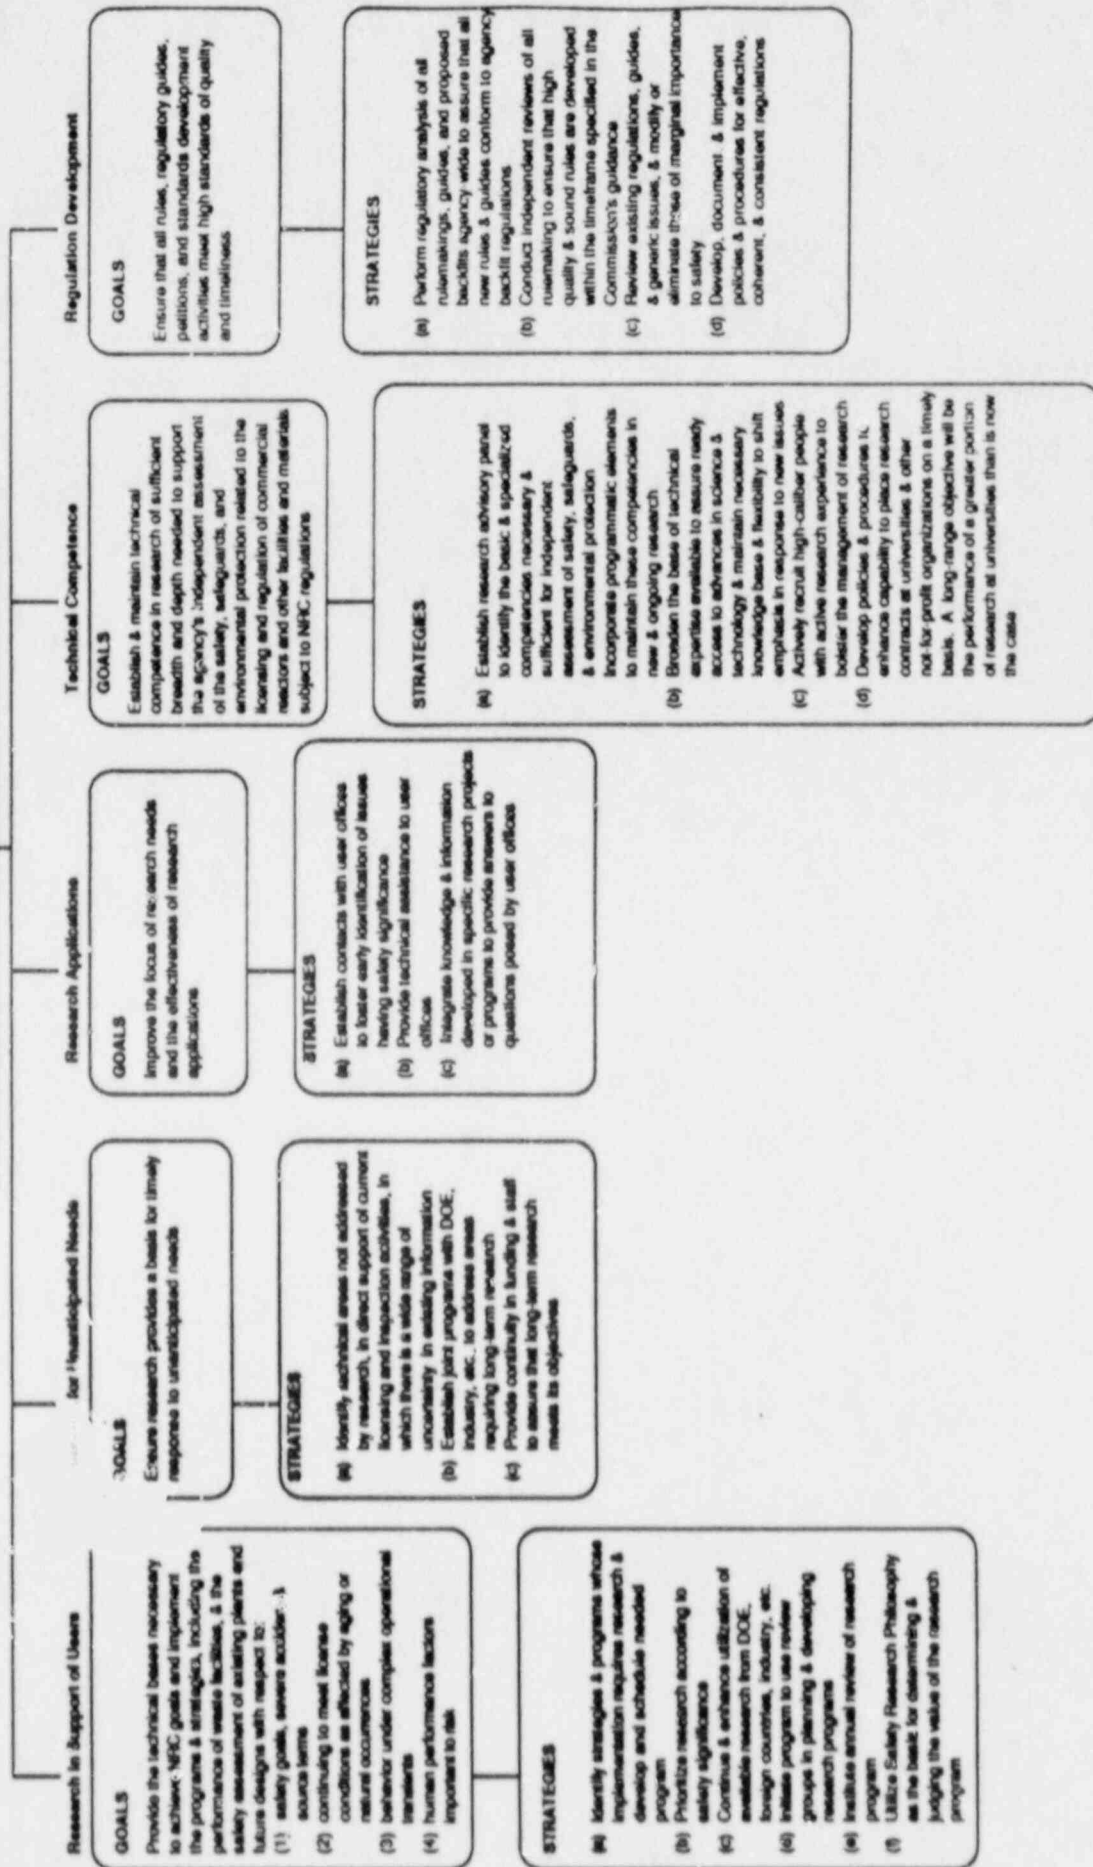 Research in Support of Users
GOALS
Provide the technical bases necessary
to achieve NRC goals and implement
the programs & strategies, including the
performance of waste facilities, & the
safety assessment of existing plants and
future designs with respect to:
(1) safety goals, severe
source terms
(2) continuing to meet license
conditions as effected by aging or
natural occurrences
(3) behavior under complex operational
transients
(4) human performance factors
important to risk
STRATEGIES
(a) Identify strategies & programs whose
implementation requires research &
develop and schedule needed
program
(b) Prioritize research according to
safety significance
(c) Continue & enhance utilization of
available research from DOE,
foreign countries, industry, etc.
(d) Initiate program to use review
groups in planning & developing
research programs
(e) Institute annual review of research
program
(f) Utilize Safety Research Philosophy
as the basic for determining &
judging the value of the research
program
for Needs
GOALS
Ensure research provides a basis for timely
response to unanticipated needs
STRATEGIES
(a) Identify technical areas not addressed
by research, in direct support of current
licensing and inspection activities, in
which there is a wide range of
uncertainty in existing information
(b) Establish joint programs with DOE,
industry, etc., to address areas
requiring long-term research
(c) Provide continuity in funding & staff
to assure that long-term research
meets its objectives
Research Applications
GOALS
Improve the focus of research needs
and the effectiveness of research
applications
STRATEGIES
(a) Establish contacts with user offices
to foster early identification of issues
having safety significance
(b) Provide technical assistance to user
offices
(c) Integrate knowledge & information
developed in specific research projects
or programs to provide answers to
questions posed by user offices
Technical Competence
GOALS
Establish & maintain technical
competence in research of sufficient
breadth and depth needed to support
the agency's independent assessment
of the safety, safeguards, and
environmental protection related to the
licensing and regulation of commercial
reactors and other facilities and materials
subject to NRC regulations
STRATEGIES
(a) Establish research advisory panel
to identify the basic & specialized
competencies necessary &
sufficient for independent
assessment of safety, safeguards,
& environmental protection
Incorporate programmatic elements
to maintain these competencies in
new & ongoing research
(b) Broaden the base of technical
expertise available to assure ready
access to advances in science &
technology & maintain necessary
knowledge base & flexibility to shift
emphasis in response to new issues
(c) Actively recruit high-caliber people
with active research experience to
bolster the management of research
(d) Develop policies & procedures to
enhance capability to place research
contracts at universities & other
not-for-profit organizations on a timely
basis. A long-range objective will be
the performance of a greater portion
of research at universities than is now
the case
Regulation Development
GOALS
Ensure that all rules, regulatory guides,
petitions, and standards development
activities meet high standards of quality
and timeliness
STRATEGIES
(a) Perform regulatory analysis of all
rulemakings, guides, and proposed
backfits agency wide to assure that all
new rules & guides conform to agency
backfit regulations
(b) Conduct independent reviews of all
rulemaking to ensure that high
quality & sound rules are developed
within the timeframe specified in the
Commission's guidance
(c) Review existing regulations, guides,
& generic issues, & modify or
eliminate those of marginal importance
to safety
(d) Develop, document & implement
policies & procedures for effective,
coherent, & consistent regulations